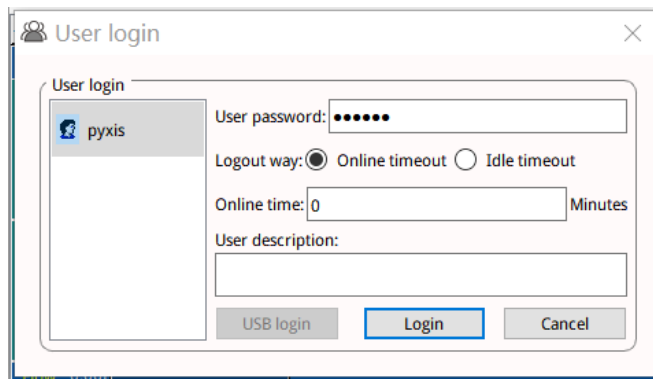 User login
User login
pyxis
User password: ●●●●●●
Logout way: Online timeout Idle timeout
Online time: 0 Minutes
User description:
USB login Login Cancel